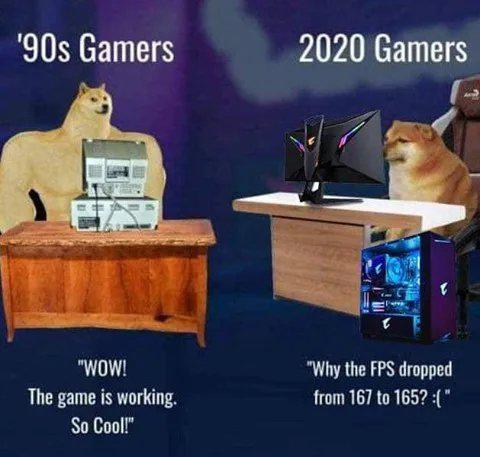 '90s Gamers
2020 Gamers
"WOW!
The game is working.
So Cool!"
"Why the FPS dropped
from 167 to 165? :( "